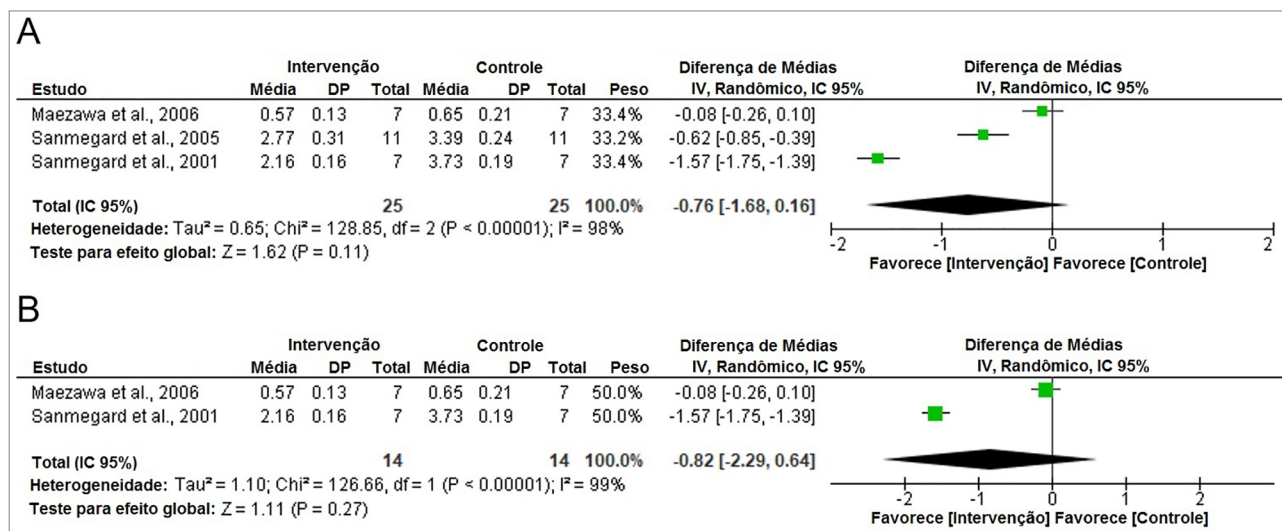 A
Intervenção Controle Diferença de Médias Diferença de Médias
Estudo Média DP Total Média DP Total Peso IV, Randômico, IC 95% IV, Randômico, IC 95%
Maezawa et al., 2006 0.57 0.13 7 0.65 0.21 7 33.4% -0.08 [-0.26, 0.10]
Sanmegard et al., 2005 2.77 0.31 11 3.39 0.24 11 33.2% -0.62 [-0.85, -0.39]
Sanmegard et al., 2001 2.16 0.16 7 3.73 0.19 7 33.4% -1.57 [-1.75, -1.39]
Total (IC 95%) 25 25 100.0% -0.76 [-1.68, 0.16]
Heterogeneidade: Tau² = 0.65; Chi² = 128.85, df = 2 (P < 0.00001); I² = 98%
Teste para efeito global: Z = 1.62 (P = 0.11)
-2 -1 0 1 2
Favorece [Intervenção] Favorece [Controle]
B
Intervenção Controle Diferença de Médias Diferença de Médias
Estudo Média DP Total Média DP Total Peso IV, Randômico, IC 95% IV, Randômico, IC 95%
Maezawa et al., 2006 0.57 0.13 7 0.65 0.21 7 50.0% -0.08 [-0.26, 0.10]
Sanmegard et al., 2001 2.16 0.16 7 3.73 0.19 7 50.0% -1.57 [-1.75, -1.39]
Total (IC 95%) 14 14 100.0% -0.82 [-2.29, 0.64]
Heterogeneidade: Tau² = 1.10; Chi² = 126.66, df = 1 (P < 0.00001); I² = 99%
Teste para efeito global: Z = 1.11 (P = 0.27)
-2 -1 0 1 2
Favorece [Intervenção] Favorece [Controle]